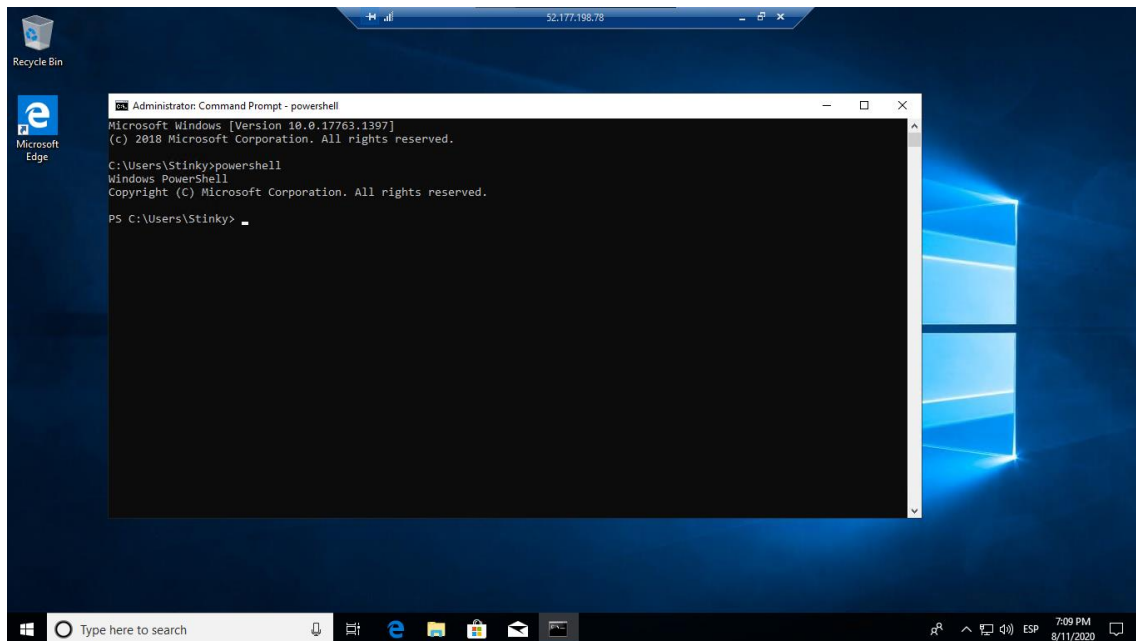 52.177.198.78
Recycle Bin
Microsoft
Edge
Administrator: Command Prompt - powershell
Microsoft Windows [Version 10.0.17763.1397]
(c) 2018 Microsoft Corporation. All rights reserved.
C:\Users\Stinky>powershell
Windows PowerShell
Copyright (C) Microsoft Corporation. All rights reserved.
PS C:\Users\Stinky>
Type here to search
ESP
7:09 PM
8/11/2020